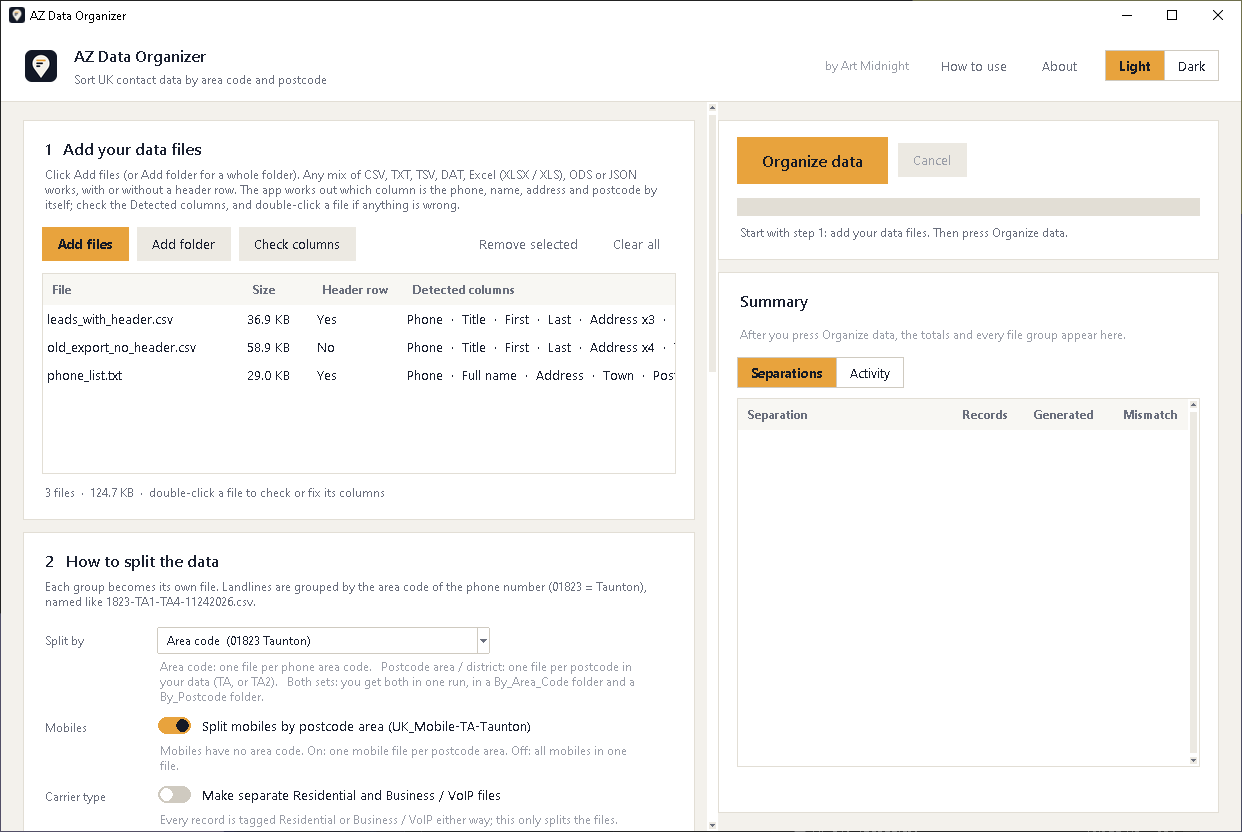 AZ Data Organizer
AZ Data Organizer
Sort UK contact data by area code and postcode
by Art Midnight
How to use
About
Light
Dark
1 Add your data files
Click Add files (or Add folder for a whole folder). Any mix of CSV, TXT, TSV, DAT, Excel (XLSX / XLS), ODS or JSON
works, with or without a header row. The app works out which column is the phone, name, address and postcode by
itself; check the Detected columns, and double-click a file if anything is wrong.
Add files
Add folder
Check columns
Remove selected
Clear all
File Size Header row Detected columns
leads_with_header.csv 36.9 KB Yes Phone · Title · First · Last · Address x3 ·
old_export_no_header.csv 58.9 KB No Phone · Title · First · Last · Address x4 ·
phone_list.txt 29.0 KB Yes Phone · Full name · Address · Town · Pos
3 files · 124.7 KB · double-click a file to check or fix its columns
2 How to split the data
Each group becomes its own file. Landlines are grouped by the area code of the phone number (01823 = Taunton),
named like 1823-TA1-TA4-11242026.csv.
Split by
Area code (01823 Taunton)
Area code: one file per phone area code. Postcode area / district: one file per postcode in
your data (TA, or TA2). Both sets: you get both in one run, in a By_Area_Code folder and a
By_Postcode folder.
Mobiles
Split mobiles by postcode area (UK_Mobile-TA-Taunton)
Mobiles have no area code. On: one mobile file per postcode area. Off: all mobiles in one
file.
Carrier type
Make separate Residential and Business / VoIP files
Every record is tagged Residential or Business / VoIP either way; this only splits the files.
Organize data
Cancel
Start with step 1: add your data files. Then press Organize data.
Summary
After you press Organize data, the totals and every file group appear here.
Separations
Activity
Separation Records Generated Mismatch